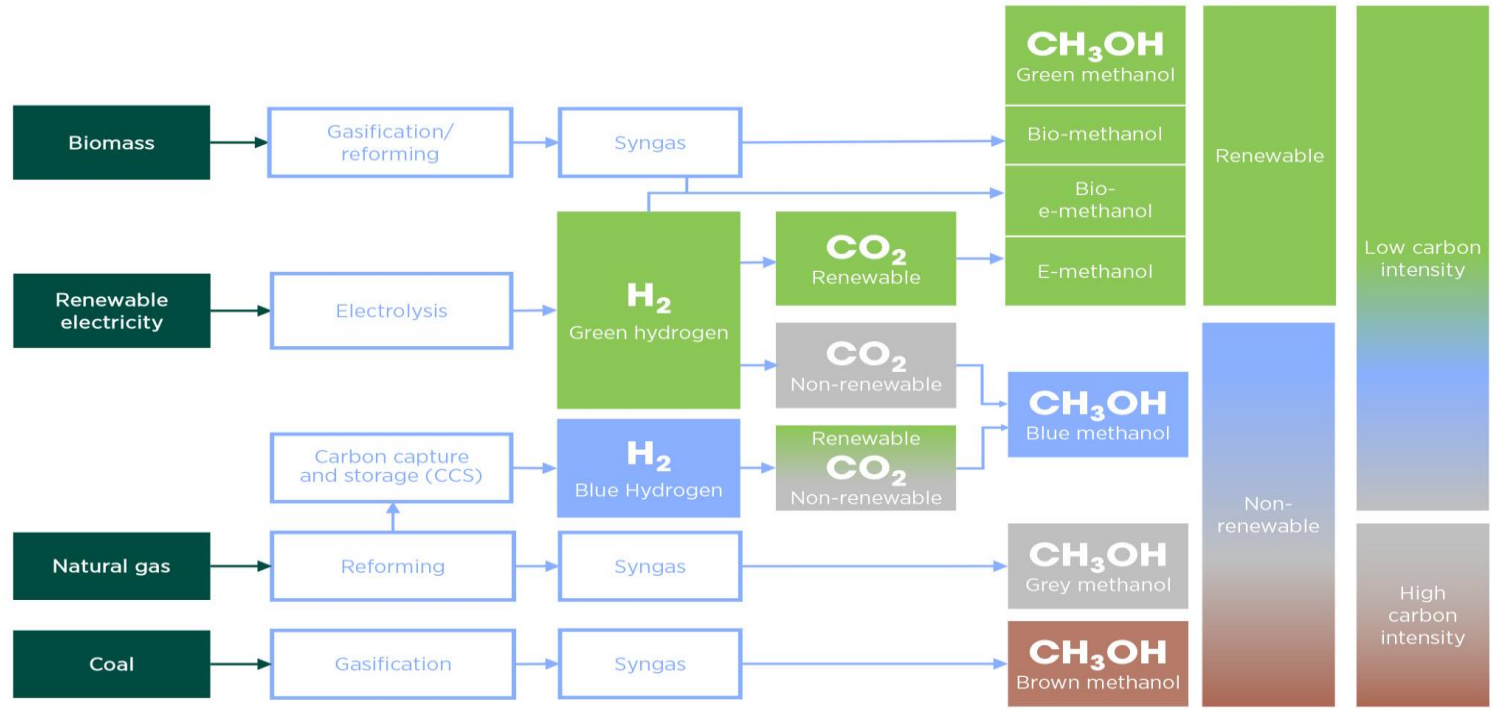 CH₃OH
Green methanol
Biomass
Gasification/
reforming
Syngas
Bio-methanol
Renewable
Bio-
e-methanol
Renewable
electricity
Electrolysis
H₂
Green hydrogen
CO₂
Renewable
E-methanol
Low carbon
intensity
CO₂
Non-renewable
CH₃OH
Blue methanol
Carbon capture
and storage (CCS)
H₂
Blue Hydrogen
Renewable
CO₂
Non-renewable
Non-
renewable
Natural gas
Reforming
Syngas
CH₃OH
Grey methanol
High
carbon
intensity
Coal
Gasification
Syngas
CH₃OH
Brown methanol